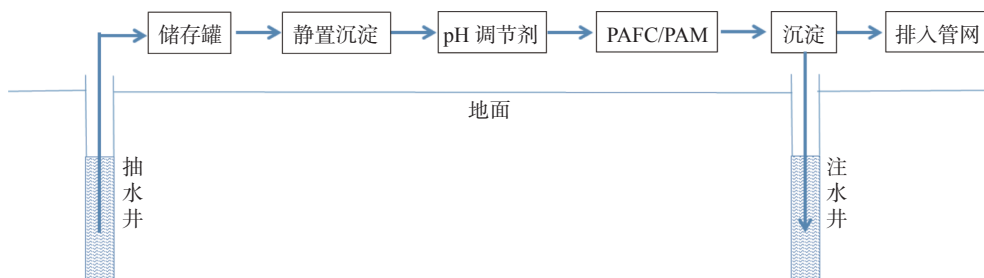 储存罐
静置沉淀
pH 调节剂
PAFC/PAM
沉淀
排入管网
地面
抽水井
注水井